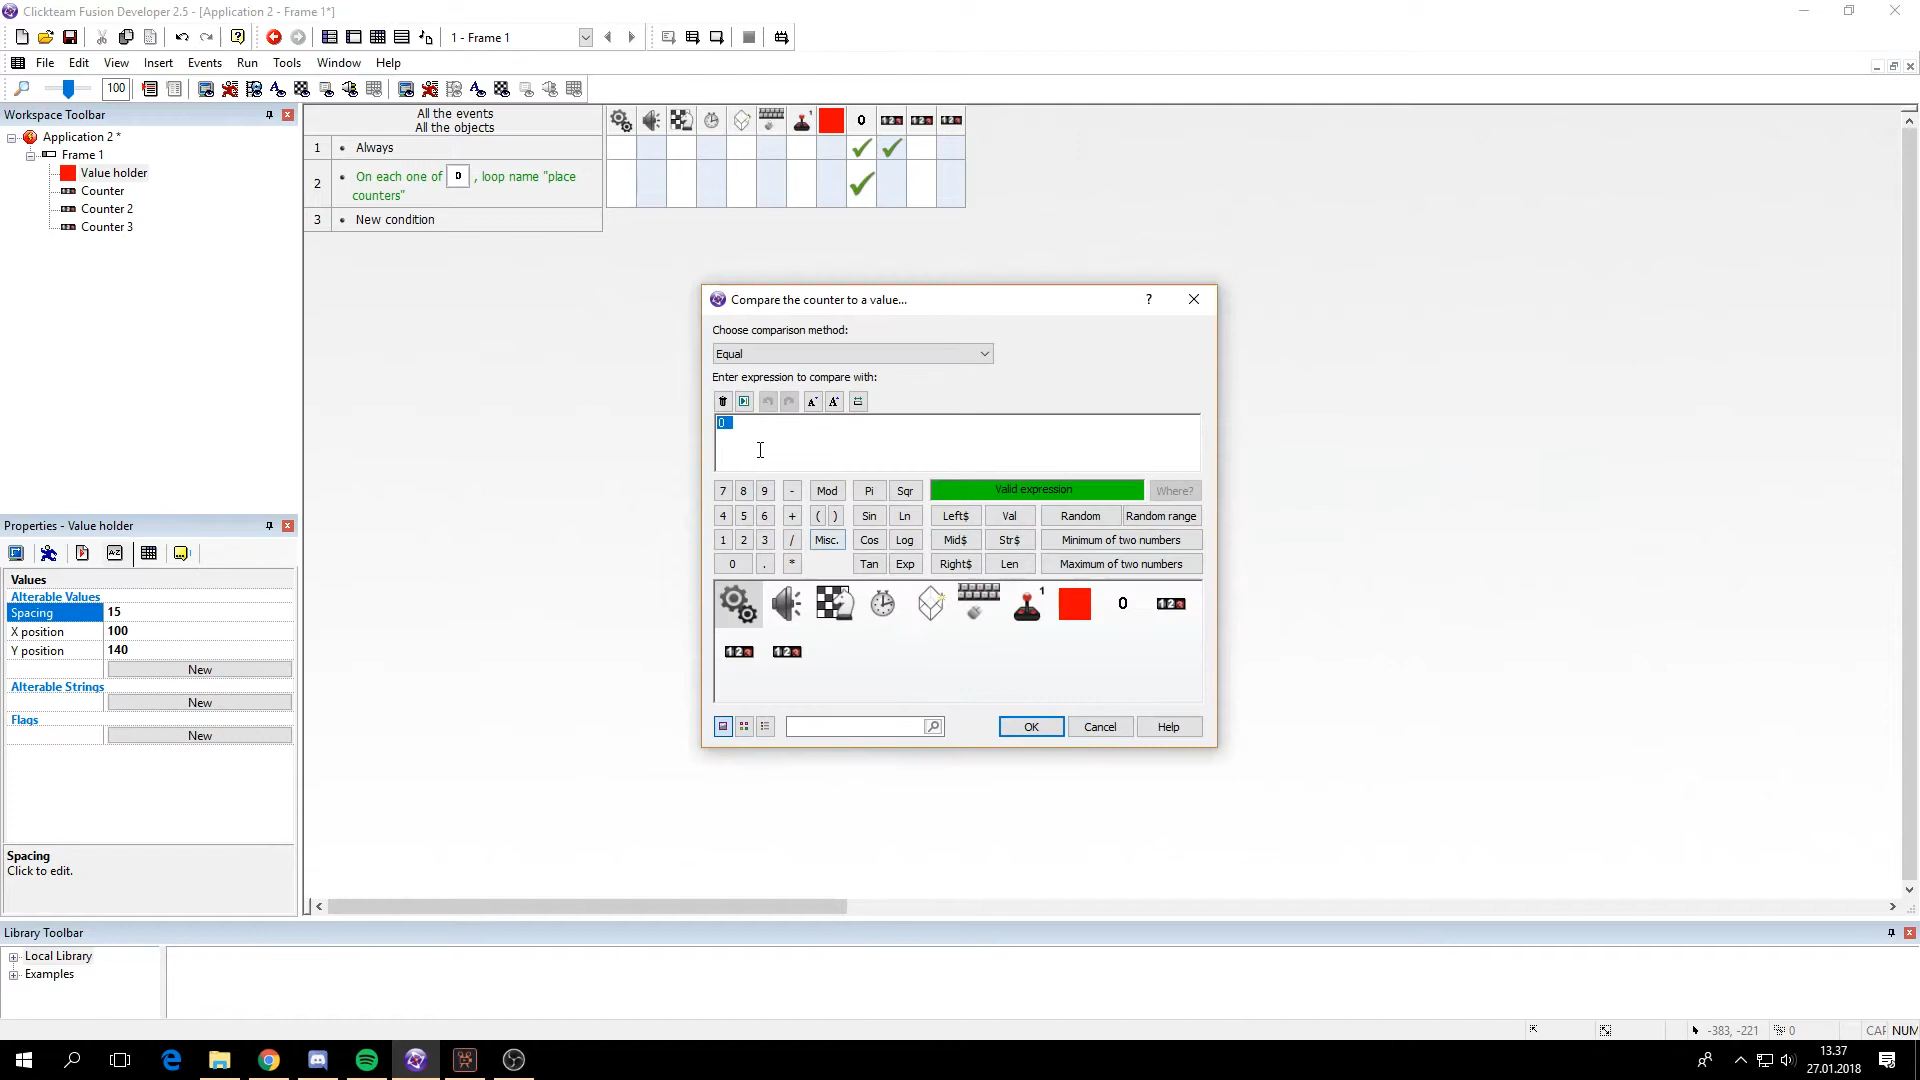 Clickteam Fusion Developer 2.5 - [Application 2 - Frame 1*]
1 - Frame 1
File Edit View Insert Events Run Tools Window Help
100
Workspace Toolbar
Application 2 *
Frame 1
Value holder
Counter
Counter 2
Counter 3
All the events
All the objects
0
1 • Always
2 • On each one of 0 , loop name "place
counters"
3 • New condition
Compare the counter to a value...
?
Choose comparison method:
Equal
Enter expression to compare with:
0
7 8 9 - Mod Pi Sqr Valid expression Where?
4 5 6 + ( ) Sin Ln Left$ Val Random Random range
1 2 3 / Misc. Cos Log Mid$ Str$ Minimum of two numbers
0 . * Tan Exp Right$ Len Maximum of two numbers
1 0 123
123 123
OK Cancel Help
Properties - Value holder
Values
Alterable Values
Spacing 15
X position 100
Y position 140
New
Alterable Strings
New
Flags
New
Spacing
Click to edit.
Library Toolbar
Local Library
Examples
-383, -221 0 CAP NUM
13.37
27.01.2018